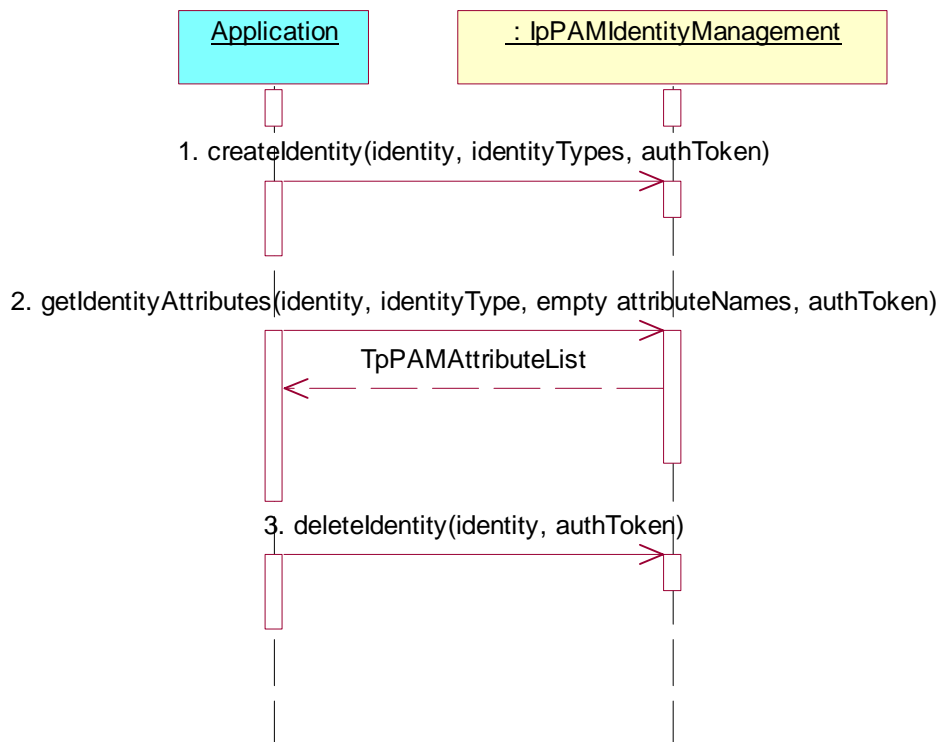 Application
: IpPAMIdentityManagement
1. createIdentity(identity, identityTypes, authToken)
2. getIdentityAttributes(identity, identityType, empty attributeNames, authToken)
TpPAMAttributeList
3. deleteIdentity(identity, authToken)